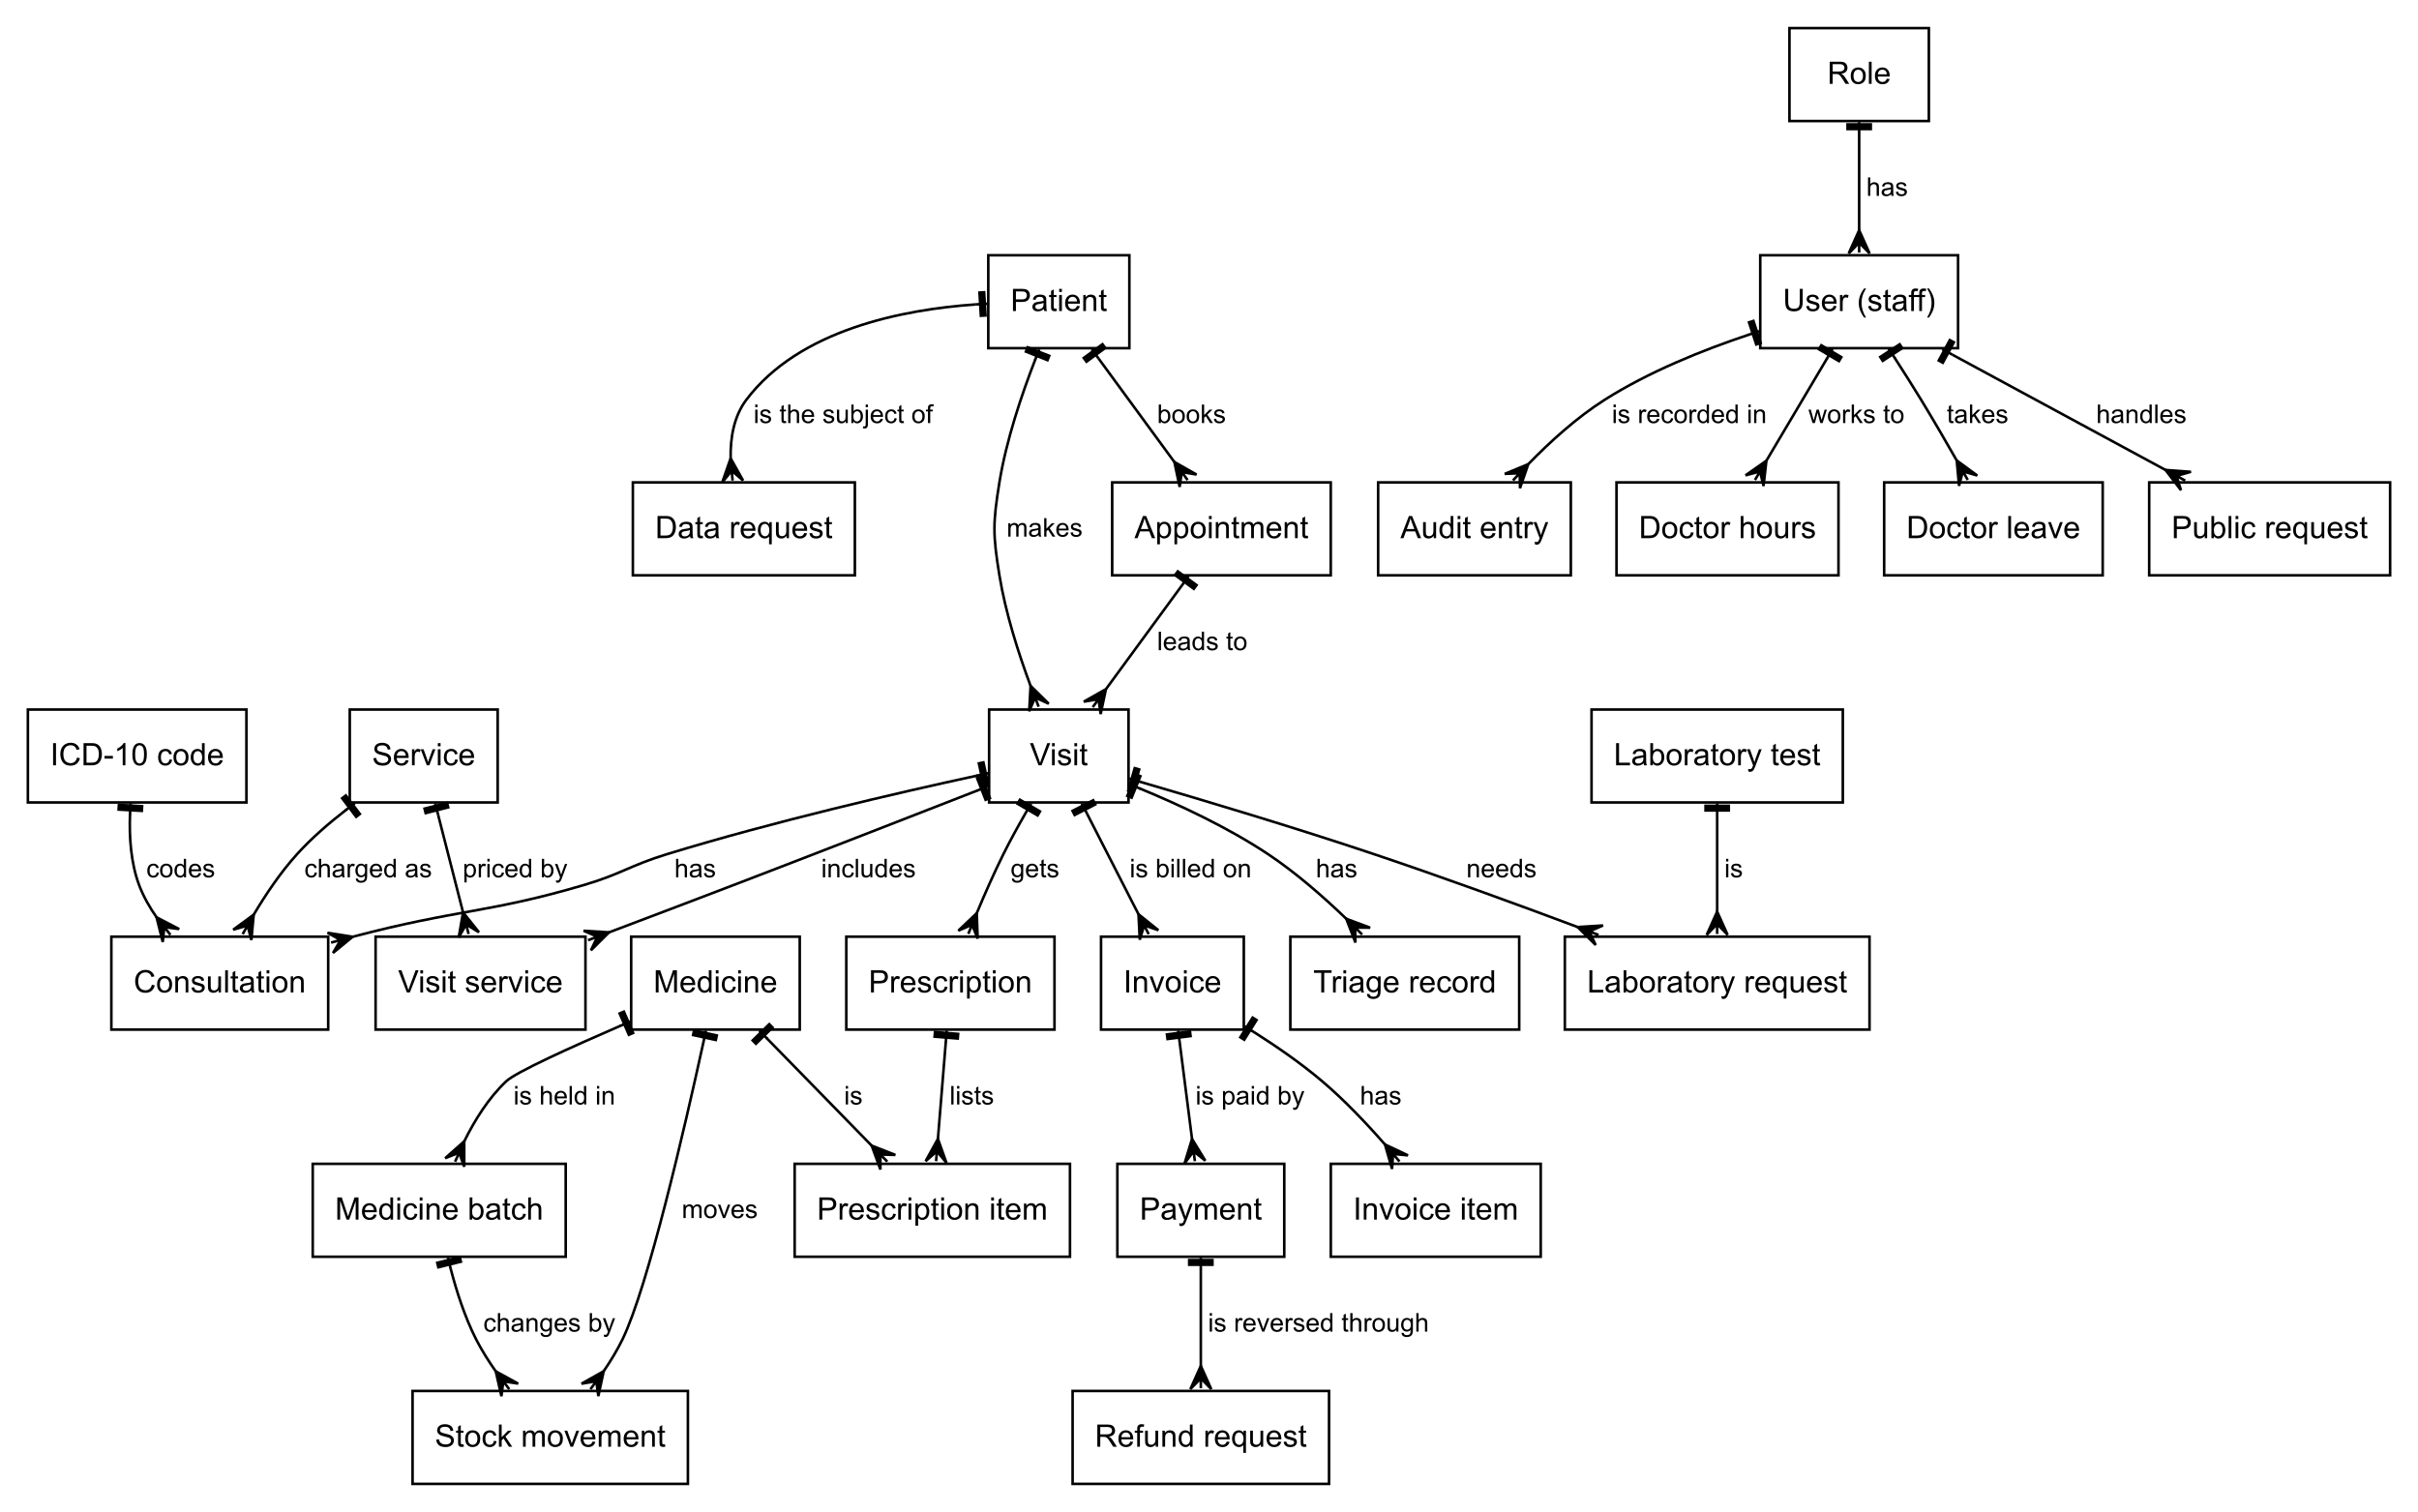 Role
has
Patient
User (staff)
is the subject of
books
is recorded in
works to
takes
handles
Data request
makes
Appointment
Audit entry
Doctor hours
Doctor leave
Public request
leads to
ICD-10 code
Service
Visit
Laboratory test
codes
charged as
priced by
has
includes
gets
is billed on
has
needs
is
Consultation
Visit service
Medicine
Prescription
Invoice
Triage record
Laboratory request
is held in
is
lists
is paid by
has
Medicine batch
moves
Prescription item
Payment
Invoice item
changes by
is reversed through
Stock movement
Refund request